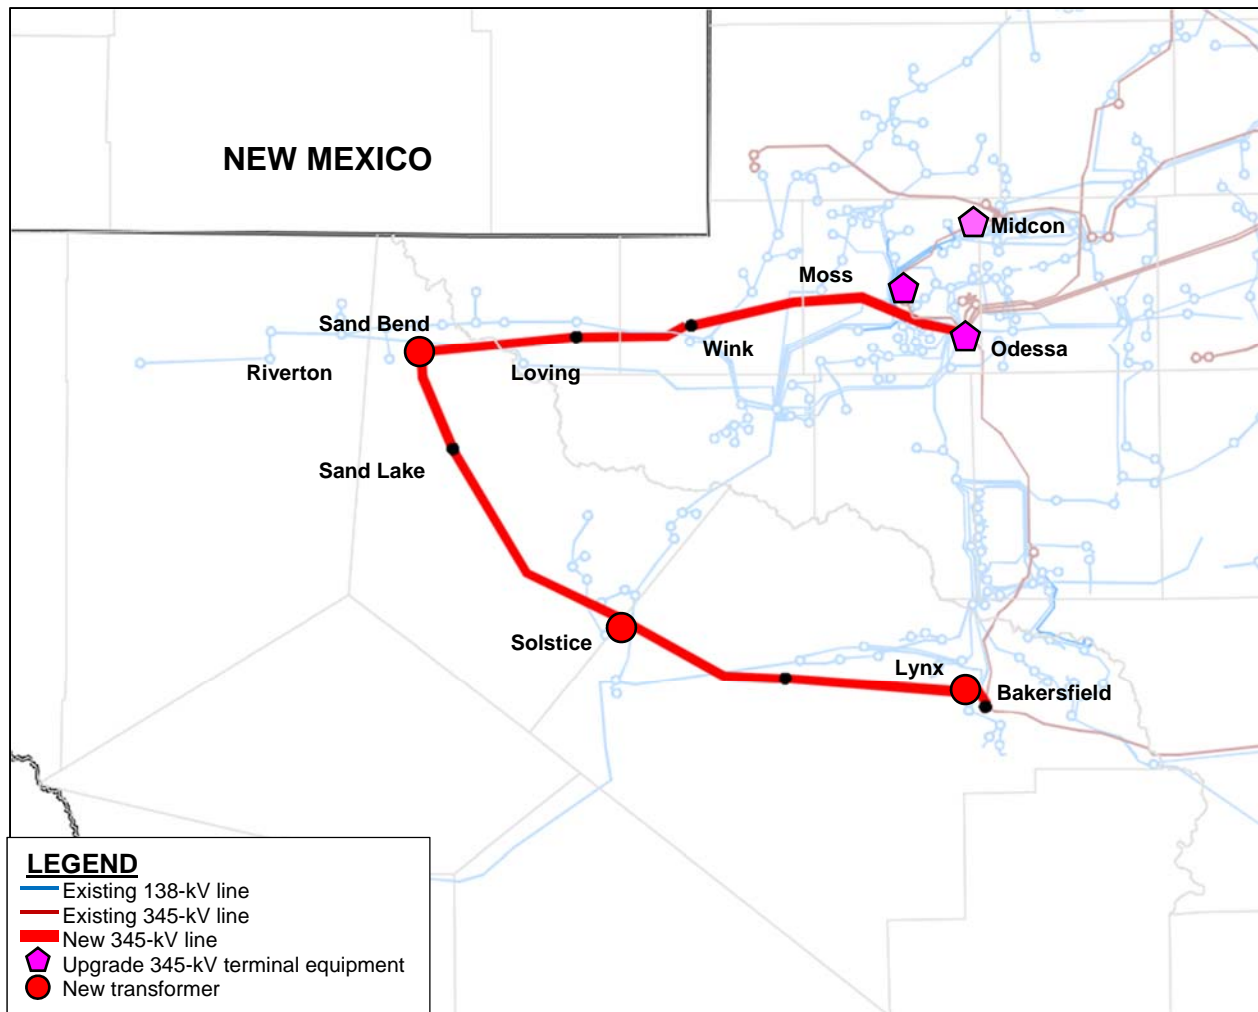 NEW MEXICO
Midcon
Moss
Sand Bend
Wink
Odessa
Riverton
Loving
Sand Lake
Solstice
Lynx
Bakersfield
LEGEND
Existing 138-kV line
Existing 345-kV line
New 345-kV line
Upgrade 345-kV terminal equipment
New transformer